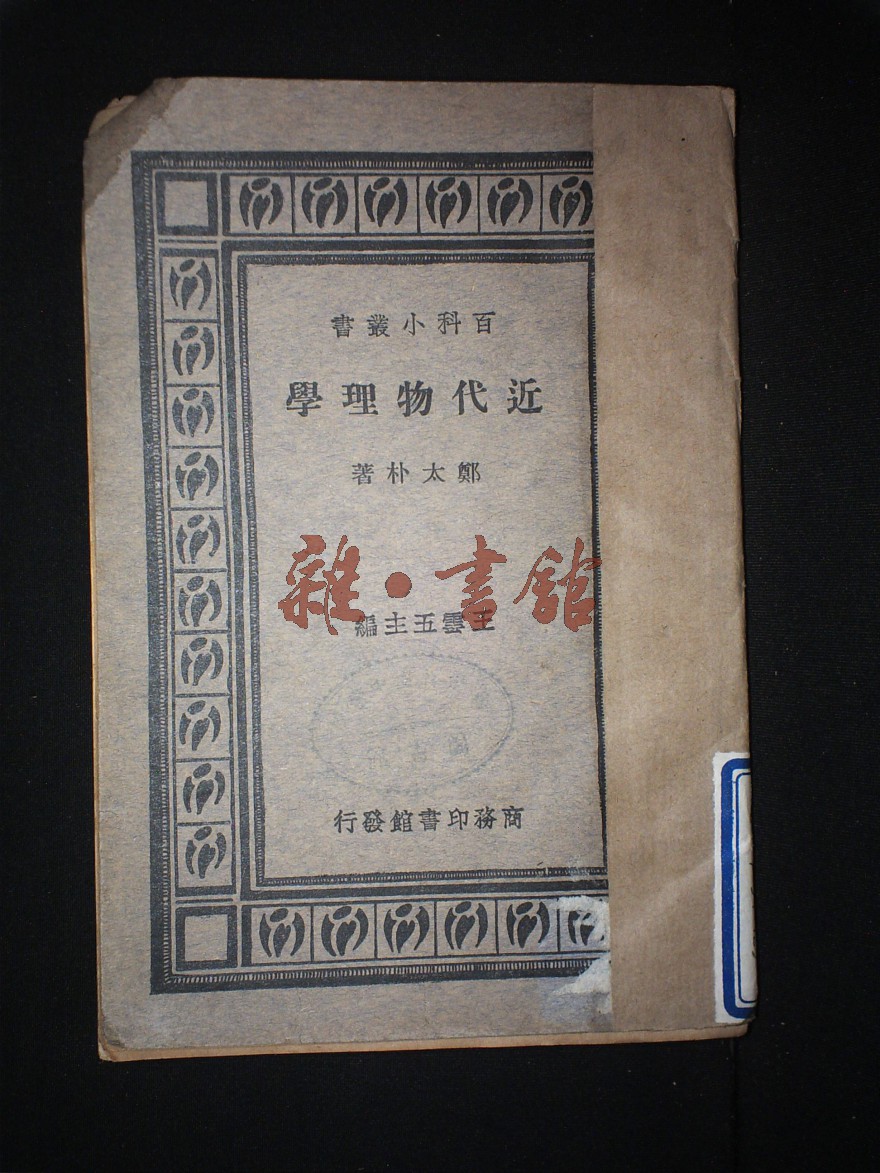 百科小叢書
近代物理學
鄭太朴著
雜·書館
王雲五主編
商務印書館發行